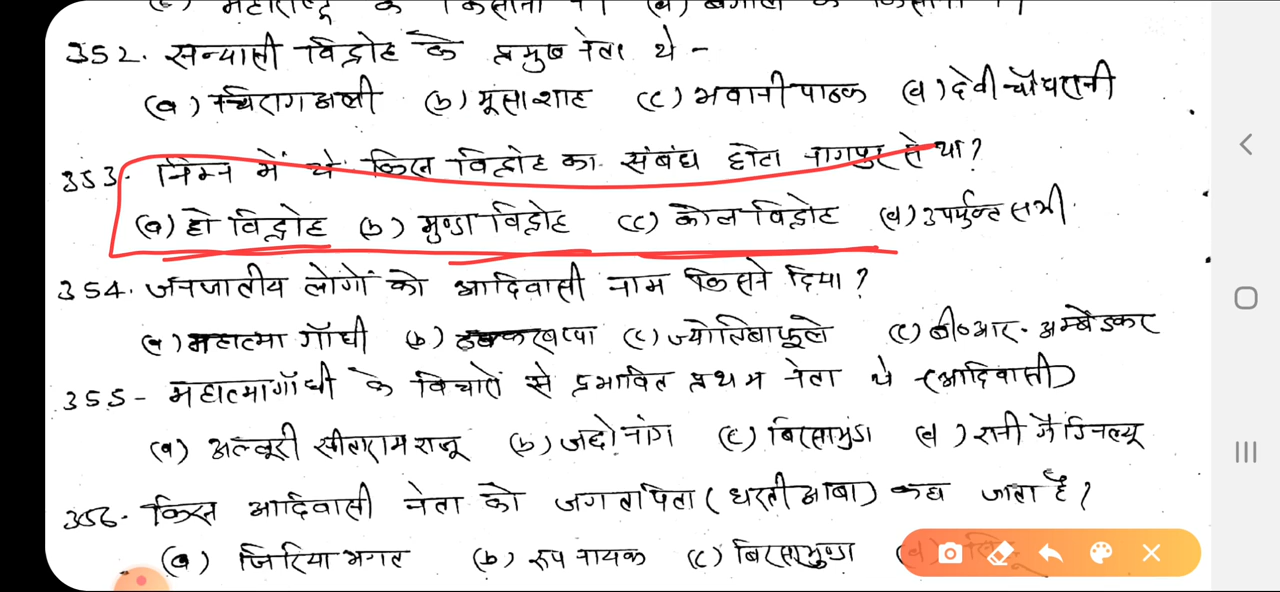 महाराष्ट्र के किसानों ने। (d) बंगाल के किसानों ने।
352. सन्यासी विद्रोह के प्रमुख नेता थे -
(a) चिराग अली (b) मूसा शाह (c) भवानी पाठक (d) देवी चौधरानी
353. निम्न में से किस विद्रोह का संबंध छोटा नागपुर से था?
(a) हो विद्रोह (b) मुण्डा विद्रोह (c) कोल विद्रोह (d) उपर्युक्त सभी
354. जनजातीय लोगों को आदिवासी नाम किसने दिया?
(a) महात्मा गाँधी (b) ठक्कर बप्पा (c) ज्योतिबा फूले (c) बी०आर. अम्बेडकर
355- महात्मा गाँधी के विचारों से प्रभावित प्रथम नेता थे -(आदिवासी)
(a) अल्लूरी सीताराम राजू (b) जदोनांग (c) बिरसा मुंडा (d) रानी गैडिनल्यू
356- किस आदिवासी नेता को जगतपिता (धरती आबा) कहा जाता है?
(a) जिरिया भगत (b) रूप नायक (c) बिरसा मुण्डा